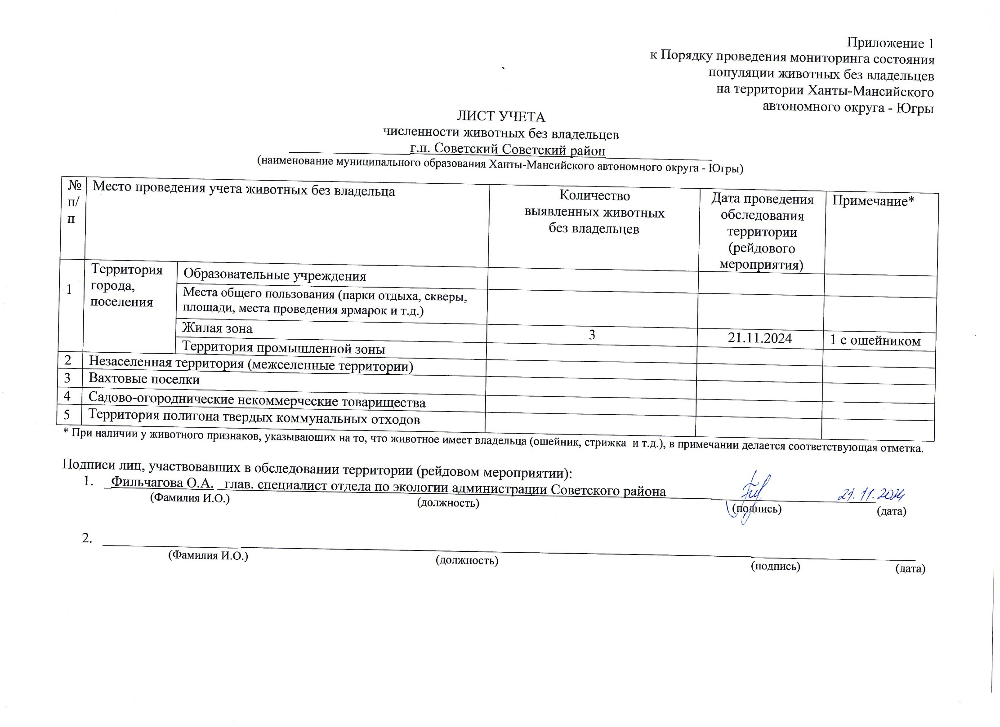 Приложение 1
к Порядку проведения мониторинга состояния
популяции животных без владельцев
на территории Ханты-Мансийского
автономного округа - Югры
ЛИСТ УЧЕТА
численности животных без владельцев
г.п. Советский Советский район
(наименование муниципального образования Ханты-Мансийского автономного округа - Югры)
№ п/п
Место проведения учета животных без владельца
Количество
выявленных животных
без владельцев
Дата проведения
обследования
территории
(рейдового
мероприятия)
Примечание*
1
Территория
города,
поселения
Образовательные учреждения
Места общего пользования (парки отдыха, скверы,
площади, места проведения ярмарок и т.д.)
Жилая зона 3 21.11.2024 1 с ошейником
Территория промышленной зоны
2 Незаселенная территория (межселенные территории)
3 Вахтовые поселки
4 Садово-огороднические некоммерческие товарищества
5 Территория полигона твердых коммунальных отходов
* При наличии у животного признаков, указывающих на то, что животное имеет владельца (ошейник, стрижка и т.д.), в примечании делается соответствующая отметка.
Подписи лиц, участвовавших в обследовании территории (рейдовом мероприятии):
1. Фильчагова О.А. глав. специалист отдела по экологии администрации Советского района 21.11.2024
(Фамилия И.О.) (должность) (подпись) (дата)
2.
(Фамилия И.О.) (должность) (подпись) (дата)